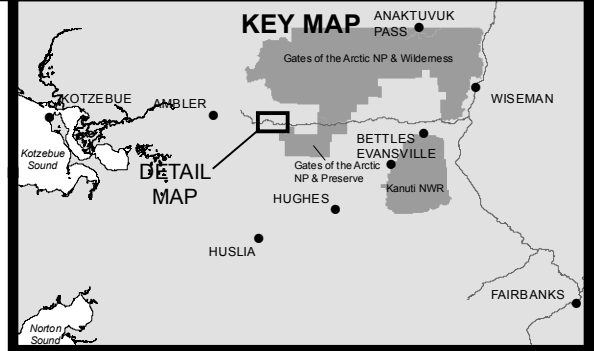 KEY MAP
ANAKTUVUK
PASS
Gates of the Arctic NP & Wilderness
KOTZEBUE
AMBLER
WISEMAN
Kotzebue
Sound
BETTLES
EVANSVILLE
DETAIL
MAP
Gates of the Arctic
NP & Preserve
Kanuti NWR
HUGHES
HUSLIA
FAIRBANKS
Norton
Sound